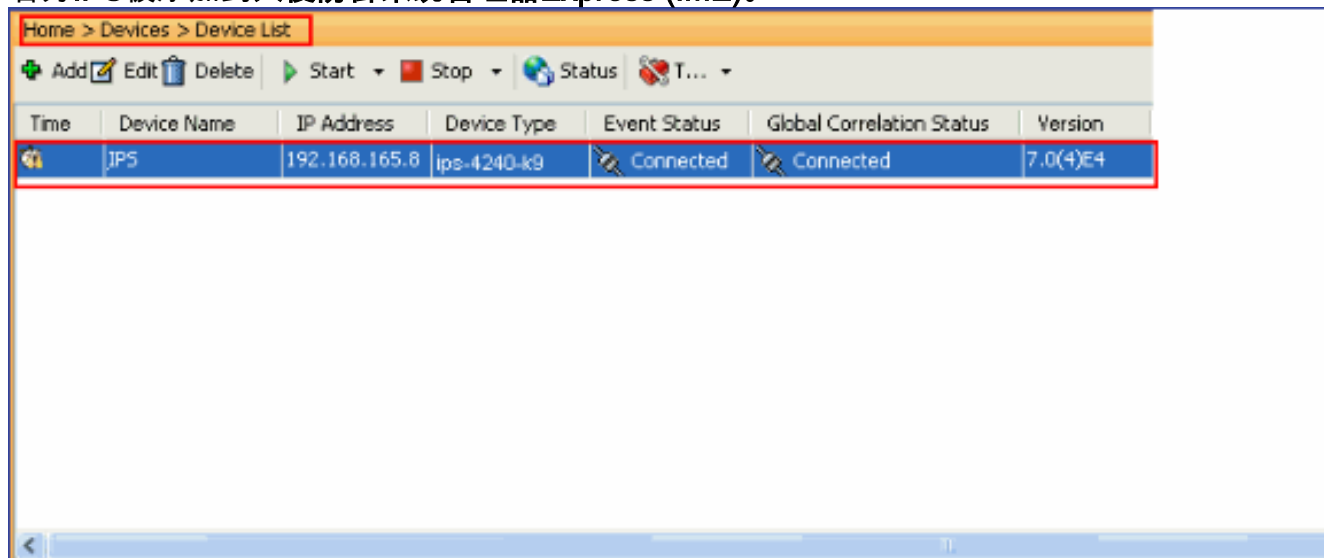 Home > Devices > Device List
Add Edit Delete Start Stop Status T...
Time Device Name IP Address Device Type Event Status Global Correlation Status Version
IPS 192.168.165.8 ips-4240-k9 Connected Connected 7.0(4)E4